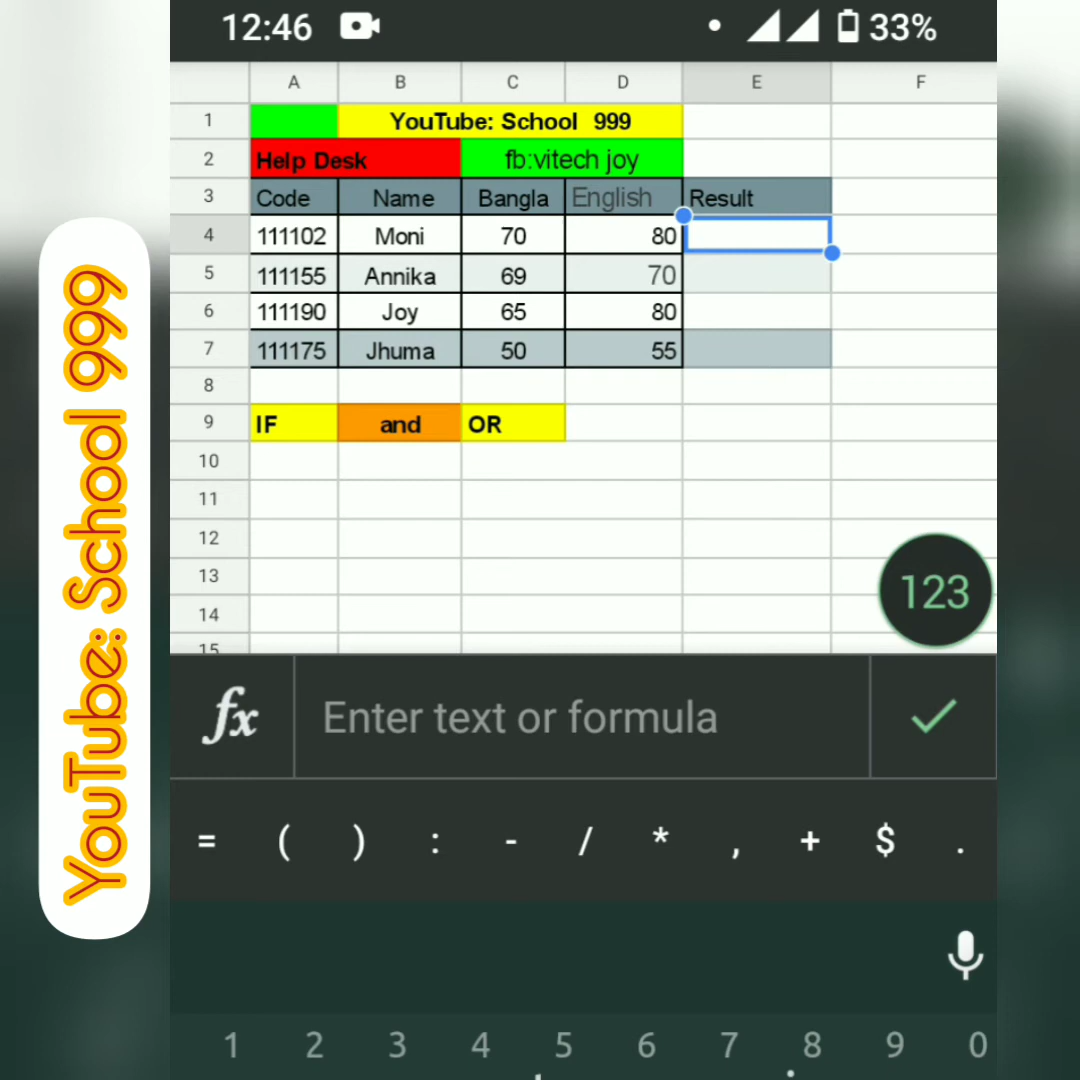 YouTube: School 999
12:46 33%
A B C D E F
1 YouTube: School 999
2 Help Desk fb:vitech joy
3 Code Name Bangla English Result
4 111102 Moni 70 80
5 111155 Annika 69 70
6 111190 Joy 65 80
7 111175 Jhuma 50 55
8
9 IF and OR
10
11
12
13
14
15
123
fx Enter text or formula
= ( ) : - / * , + $ .
1 2 3 4 5 6 7 8 9 0